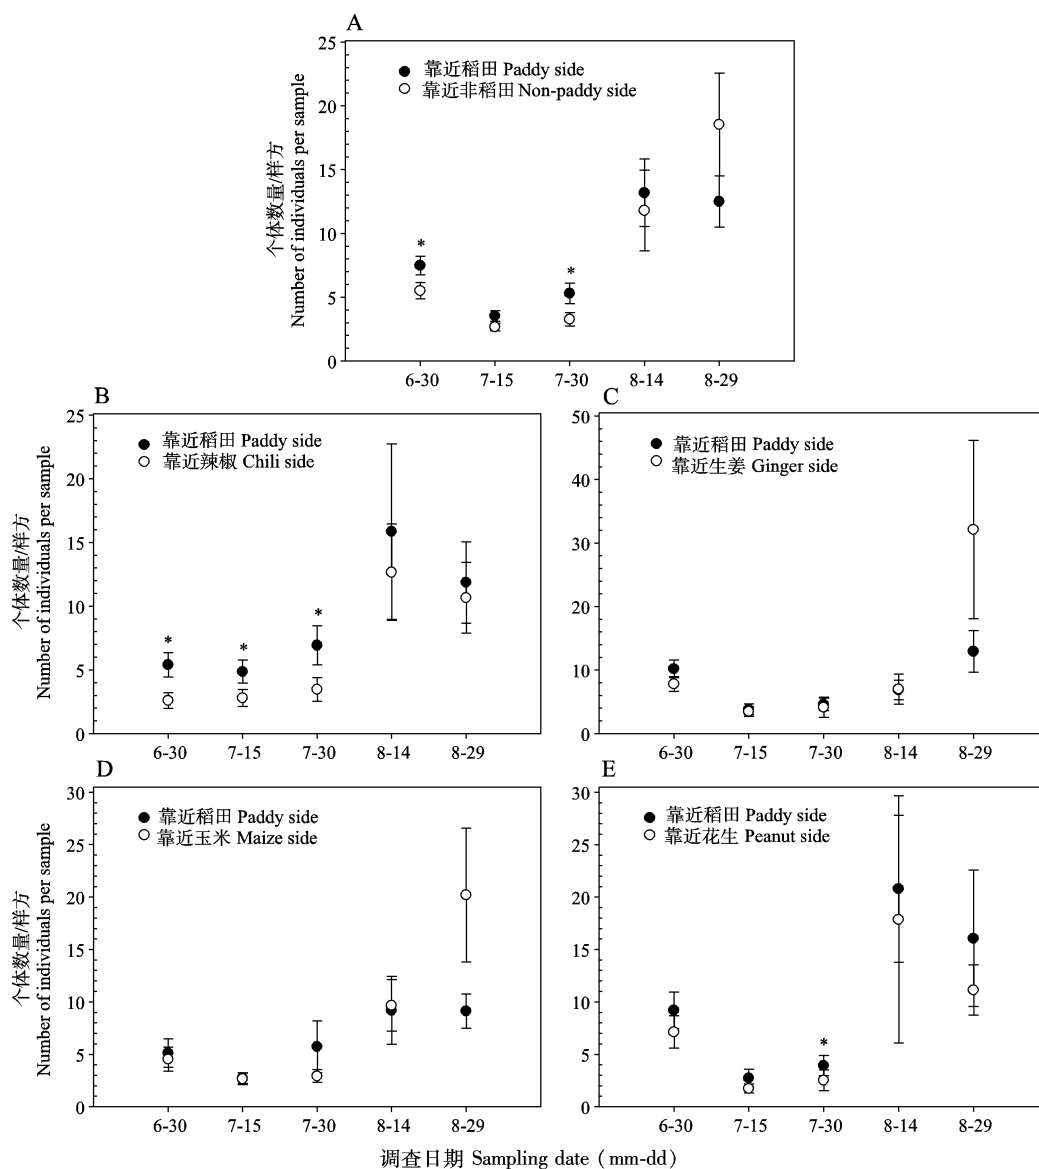 A
25
20
15
10
5
0
靠近稻田 Paddy side
靠近非稻田 Non-paddy side
个体数量/样方
Number of individuals per sample
*
*
6-30 7-15 7-30 8-14 8-29
B
25
20
15
10
5
0
靠近稻田 Paddy side
靠近辣椒 Chili side
个体数量/样方
Number of individuals per sample
*
*
*
6-30 7-15 7-30 8-14 8-29
C
50
40
30
20
10
0
靠近稻田 Paddy side
靠近生姜 Ginger side
6-30 7-15 7-30 8-14 8-29
D
30
25
20
15
10
5
0
靠近稻田 Paddy side
靠近玉米 Maize side
个体数量/样方
Number of individuals per sample
6-30 7-15 7-30 8-14 8-29
E
30
25
20
15
10
5
0
靠近稻田 Paddy side
靠近花生 Peanut side
*
6-30 7-15 7-30 8-14 8-29
调查日期 Sampling date (mm-dd)